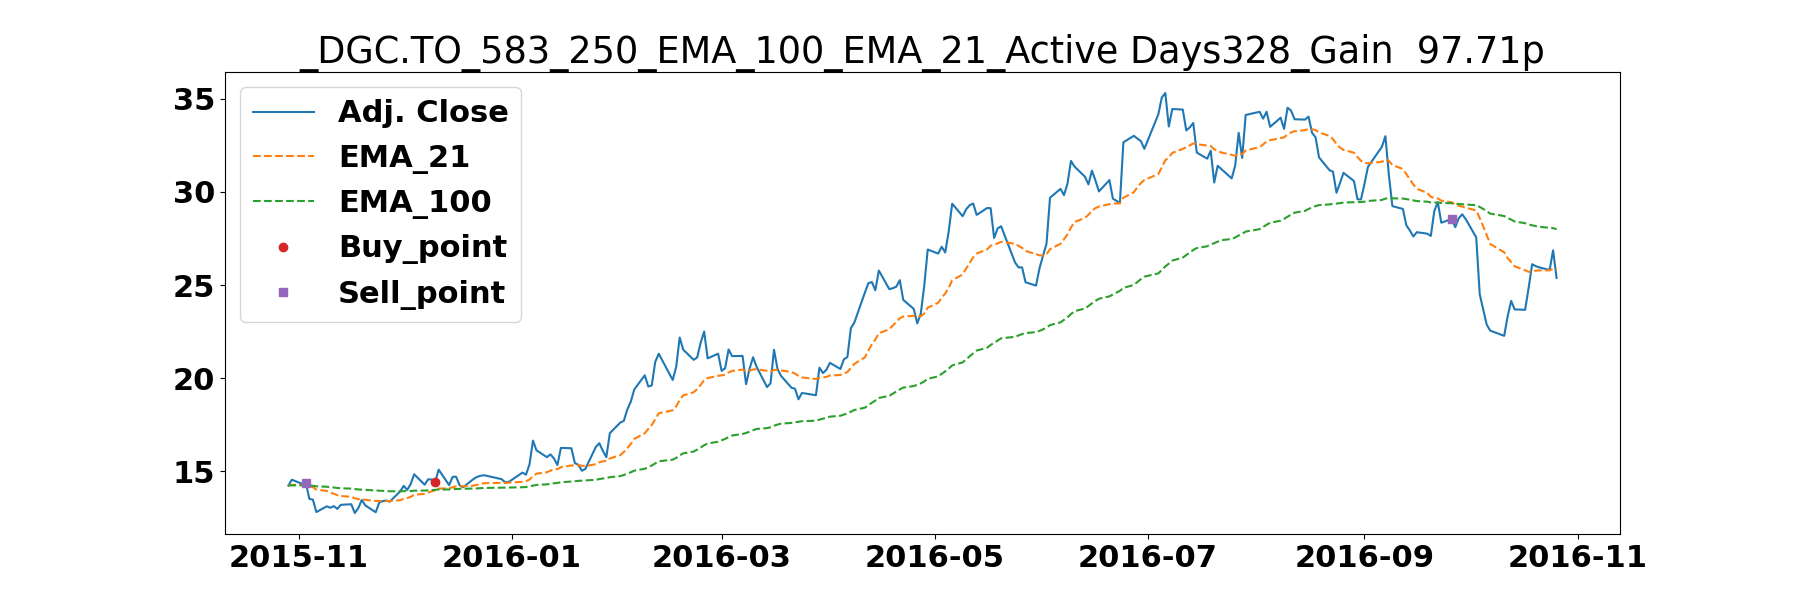 _DGC.TO_583_250_EMA_100_EMA_21_Active Days328_Gain  97.71p
35
30
25
20
15
Adj. Close
EMA_21
EMA_100
Buy_point
Sell_point
2015-11 2016-01 2016-03 2016-05 2016-07 2016-09 2016-11